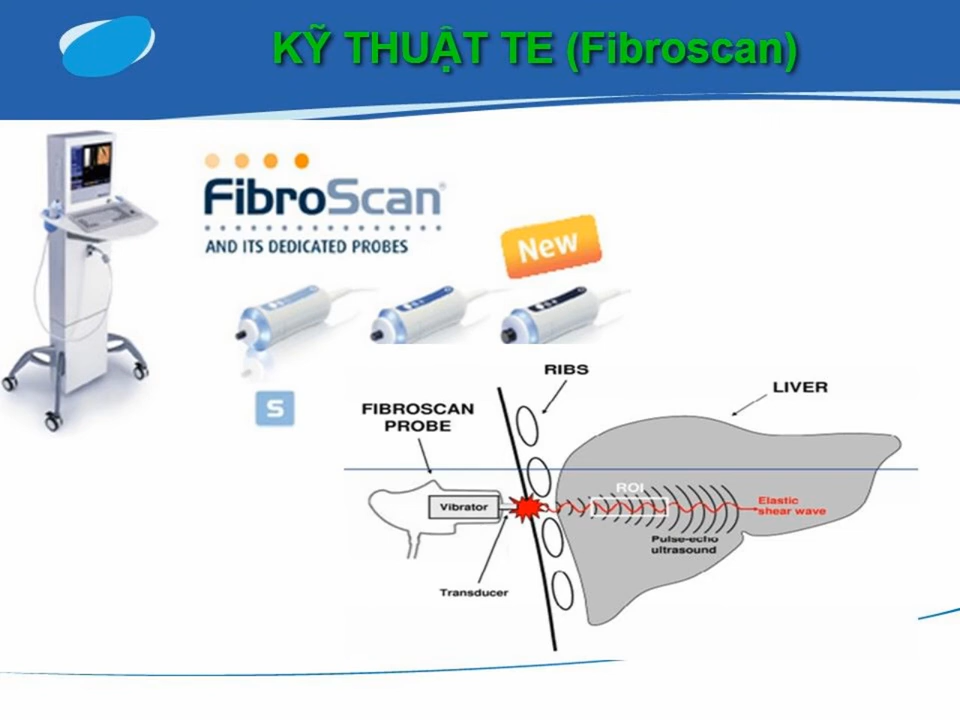 KỸ THUẬT TE (Fibroscan)
FibroScan®
AND ITS DEDICATED PROBES
New
S
RIBS
LIVER
FIBROSCAN
PROBE
ROI
Vibrator
Elastic
shear wave
Pulse-echo
ultrasound
Transducer